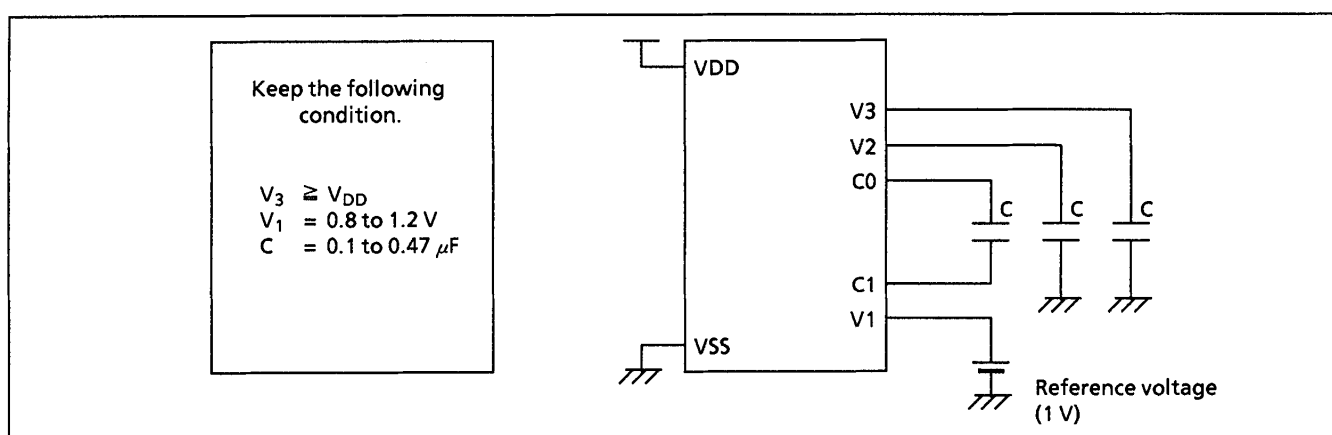 Keep the following
condition.
V3 ≧ VDD
V1 = 0.8 to 1.2 V
C = 0.1 to 0.47 μF
VDD
V3
V2
C0
C C C
C1
V1
VSS
Reference voltage
(1 V)